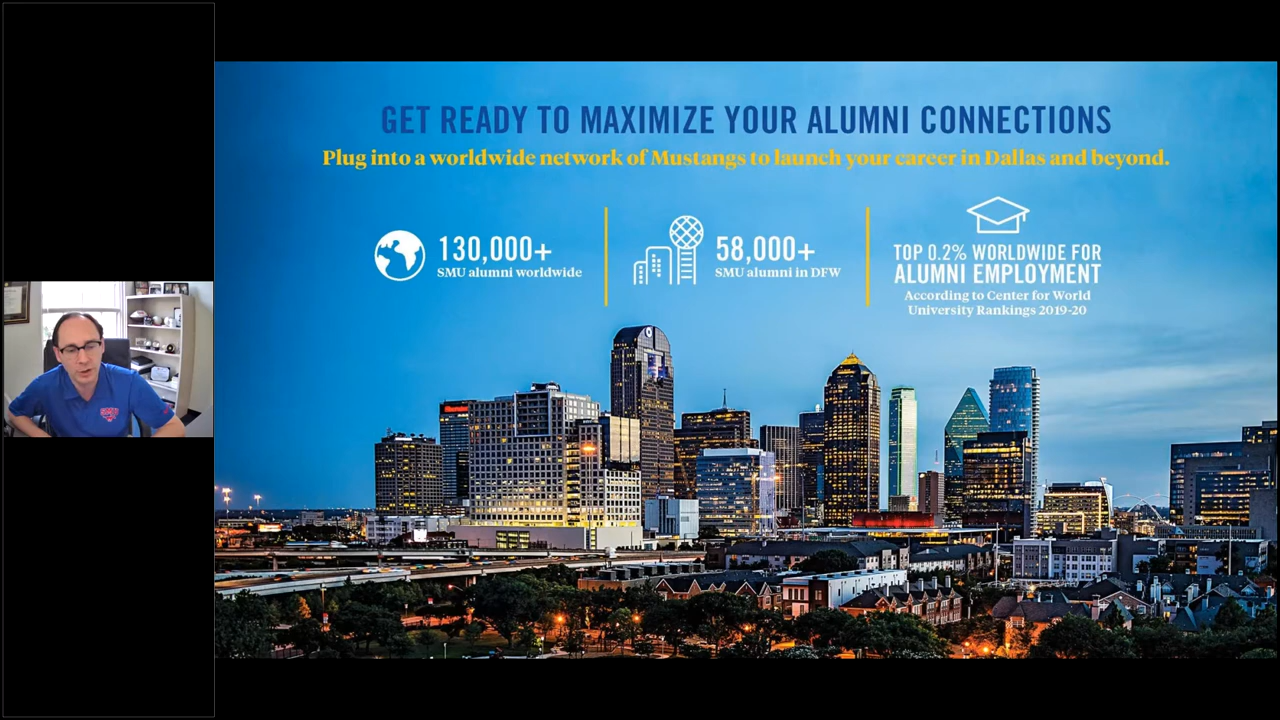 GET READY TO MAXIMIZE YOUR ALUMNI CONNECTIONS
Plug into a worldwide network of Mustangs to launch your career in Dallas and beyond.
130,000+
SMU alumni worldwide
58,000+
SMU alumni in DFW
TOP 0.2% WORLDWIDE FOR
ALUMNI EMPLOYMENT
According to Center for World
University Rankings 2019-20
SMU